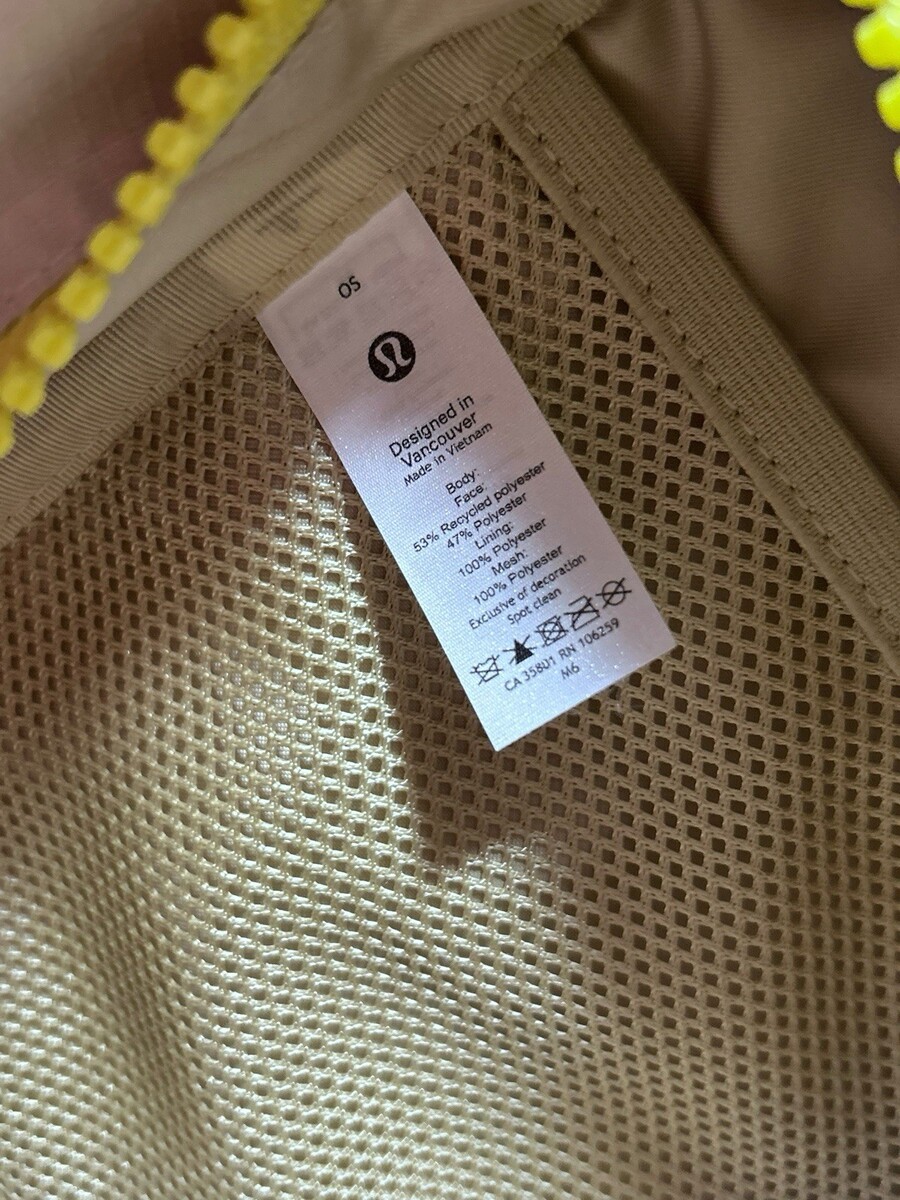 OS
Designed in
Vancouver
Made in Vietnam
Body:
Face:
53% Recycled polyester
47% Polyester
Lining:
100% Polyester
Mesh:
100% Polyester
Exclusive of decoration
Spot clean
CA 358U1 RN 106259
M6